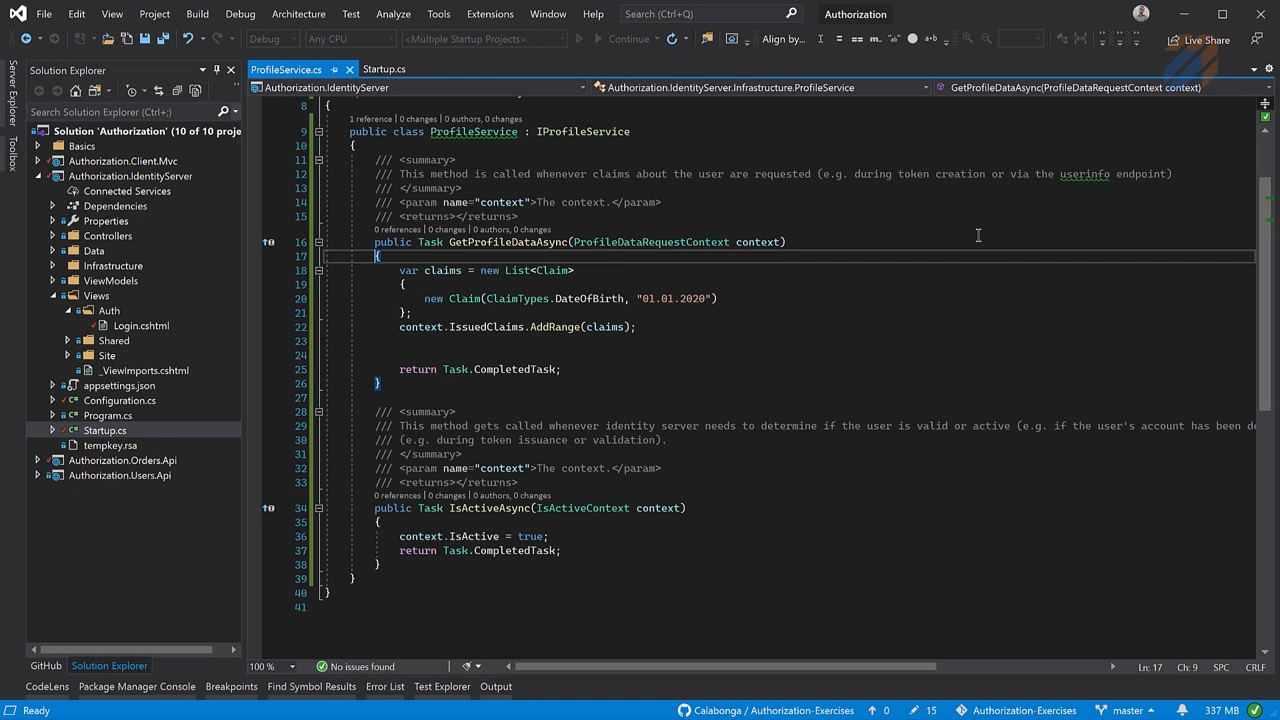 File Edit View Project Build Debug Architecture Test Analyze Tools Extensions Window Help Search (Ctrl+Q) Authorization
Debug Any CPU <Multiple Startup Projects> Continue Align by... Live Share
Server Explorer
Toolbox
Solution Explorer
Search Solution Explorer (Ctrl+;)
Solution 'Authorization' (10 of 10 proje
Basics
Authorization.Client.Mvc
Authorization.IdentityServer
Connected Services
Dependencies
Properties
Controllers
Data
Infrastructure
ViewModels
Views
Auth
Login.cshtml
Shared
Site
_ViewImports.cshtml
appsettings.json
Configuration.cs
Program.cs
Startup.cs
tempkey.rsa
Authorization.Orders.Api
Authorization.Users.Api
GitHub Solution Explorer
ProfileService.cs Startup.cs
Authorization.IdentityServer Authorization.IdentityServer.Infrastructure.ProfileService GetProfileDataAsync(ProfileDataRequestContext context)
8 {
1 reference | 0 changes | 0 authors, 0 changes
9 public class ProfileService : IProfileService
10 {
11 /// <summary>
12 /// This method is called whenever claims about the user are requested (e.g. during token creation or via the userinfo endpoint)
13 /// </summary>
14 /// <param name="context">The context.</param>
15 /// <returns></returns>
0 references | 0 changes | 0 authors, 0 changes
16 public Task GetProfileDataAsync(ProfileDataRequestContext context)
17 {
18 var claims = new List<Claim>
19 {
20 new Claim(ClaimTypes.DateOfBirth, "01.01.2020")
21 };
22 context.IssuedClaims.AddRange(claims);
23
24
25 return Task.CompletedTask;
26 }
27
28 /// <summary>
29 /// This method gets called whenever identity server needs to determine if the user is valid or active (e.g. if the user's account has been de
30 /// (e.g. during token issuance or validation).
31 /// </summary>
32 /// <param name="context">The context.</param>
33 /// <returns></returns>
0 references | 0 changes | 0 authors, 0 changes
34 public Task IsActiveAsync(IsActiveContext context)
35 {
36 context.IsActive = true;
37 return Task.CompletedTask;
38 }
39 }
40 }
41
100 % No issues found Ln: 17 Ch: 9 SPC CRLF
CodeLens Package Manager Console Breakpoints Find Symbol Results Error List Test Explorer Output
Ready Calabonga / Authorization-Exercises 0 15 Authorization-Exercises master 337 MB